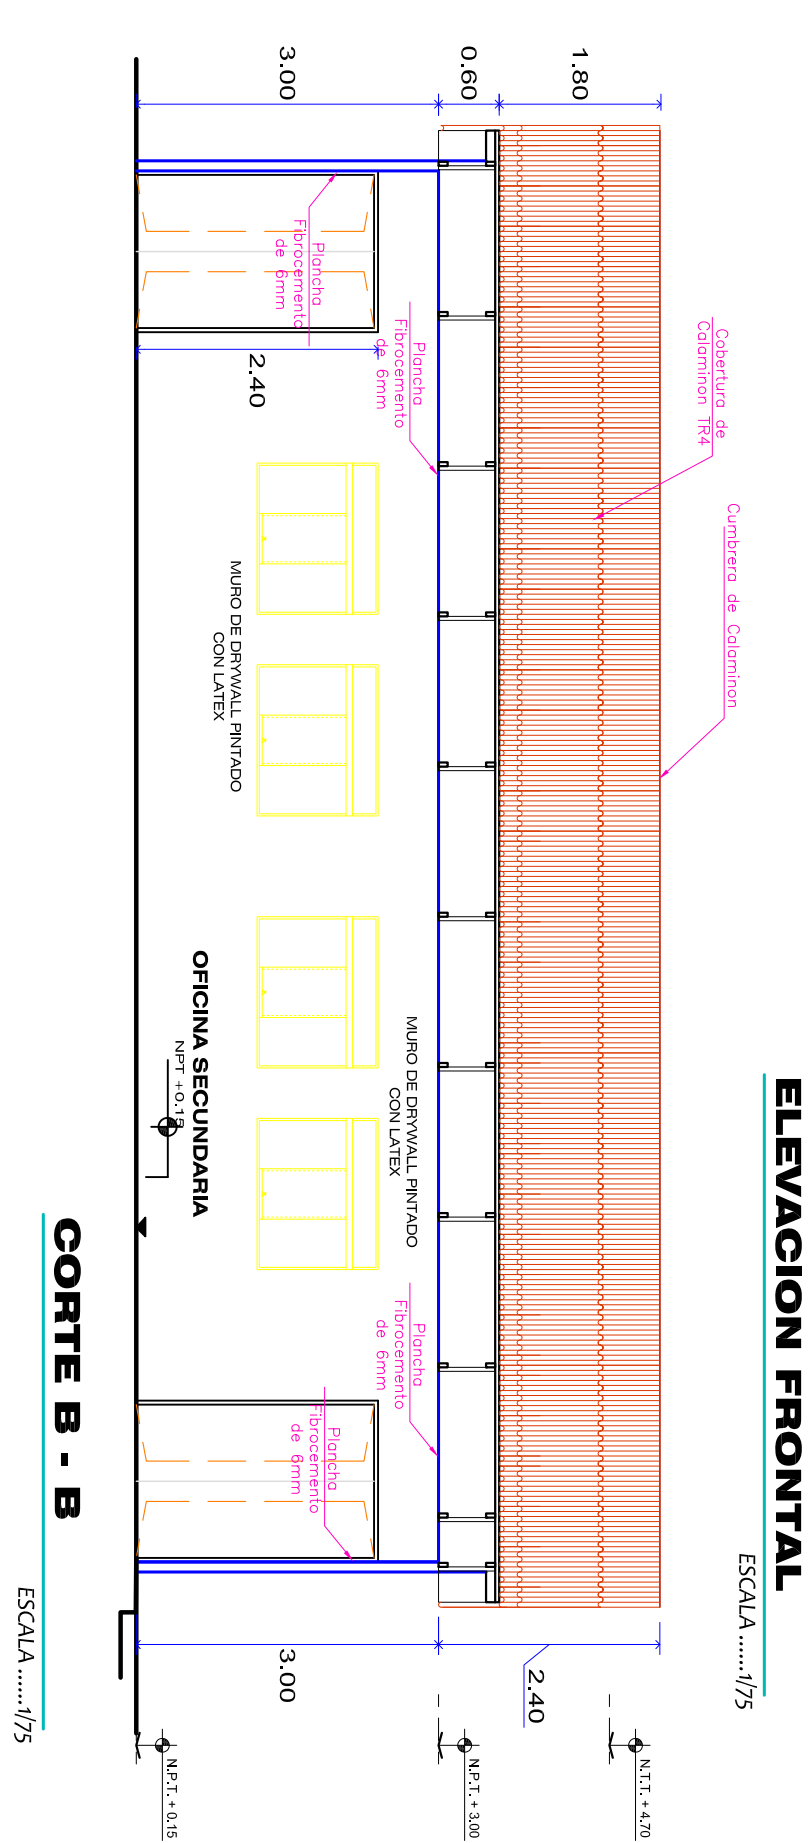 ELEVACION FRONTAL
ESCALA ......1/75
Cumbrera de Calaminon
Cobertura de
Calaminon TR4
1.80
0.60
3.00
Plancha
Fibrocemento
de 6mm
Plancha
Fibrocemento
de 6mm
2.40
MURO DE DRYWALL PINTADO
CON LATEX
MURO DE DRYWALL PINTADO
CON LATEX
OFICINA SECUNDARIA
NPT +0.15
Plancha
Fibrocemento
de 6mm
Plancha
Fibrocemento
de 6mm
2.40
3.00
N.T.T. + 4.70
N.P.T. + 3.00
N.P.T. + 0.15
CORTE B - B
ESCALA ......1/75